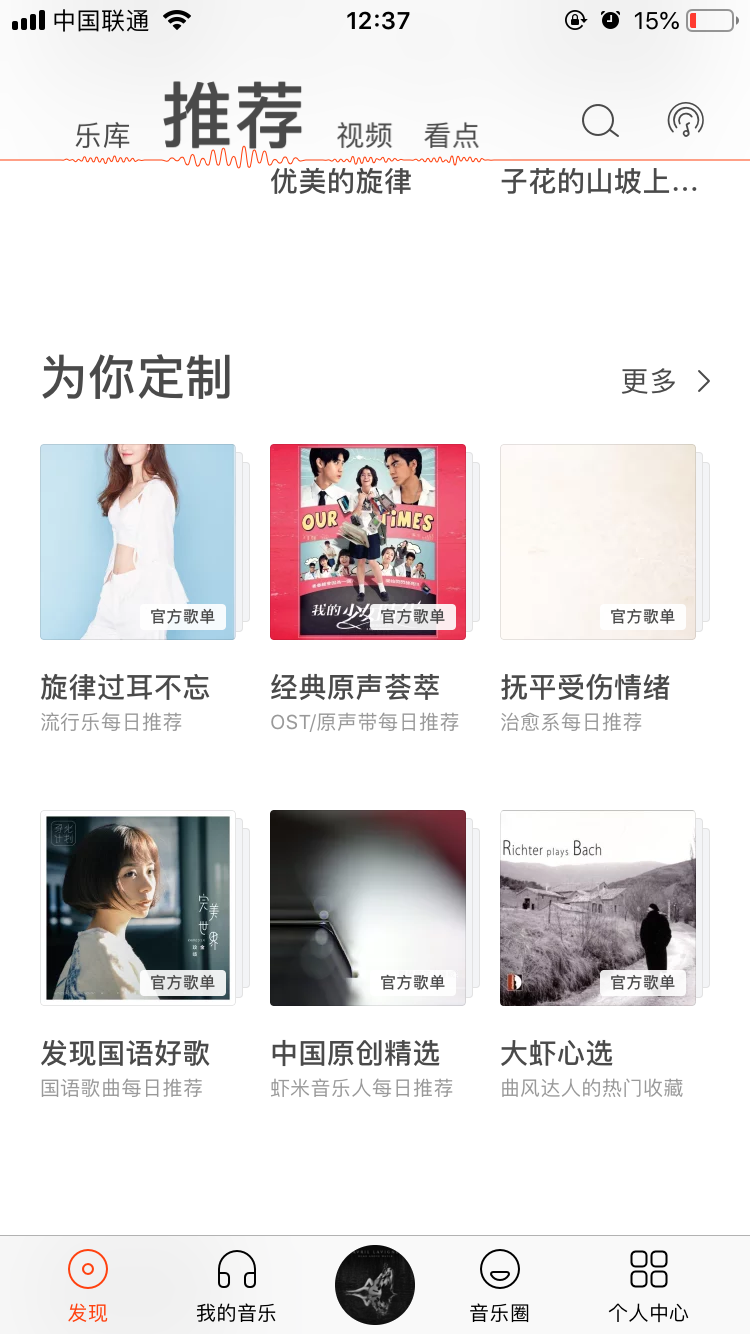 中国联通
12:37
15%
乐库
推荐
视频
看点
优美的旋律
子花的山坡上...
为你定制
更多
OUR TIMES
我的少女
官方歌单
官方歌单
官方歌单
旋律过耳不忘
经典原声荟萃
抚平受伤情绪
流行乐每日推荐
OST/原声带每日推荐
治愈系每日推荐
完美世界
Richter plays Bach
官方歌单
官方歌单
官方歌单
发现国语好歌
中国原创精选
大虾心选
国语歌曲每日推荐
虾米音乐人每日推荐
曲风达人的热门收藏
发现
我的音乐
音乐圈
个人中心